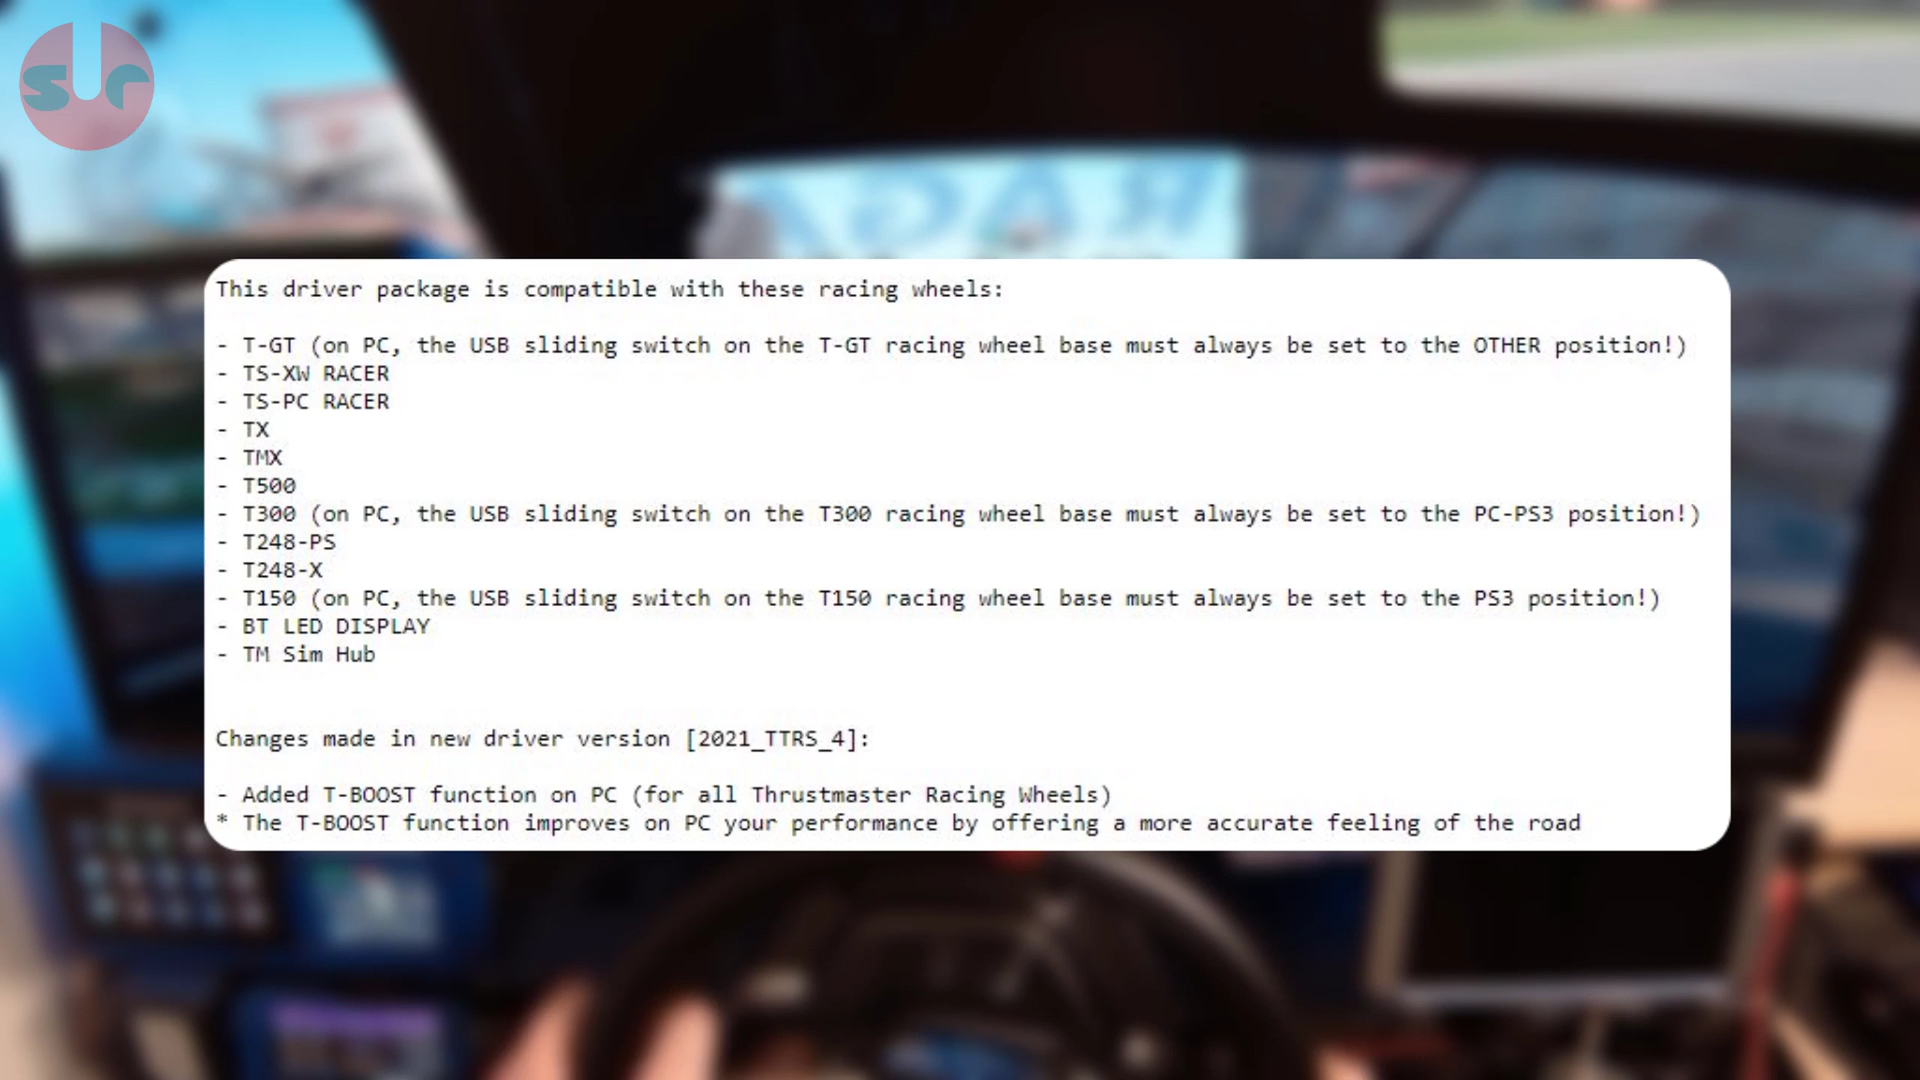 sUr
This driver package is compatible with these racing wheels:
- T-GT (on PC, the USB sliding switch on the T-GT racing wheel base must always be set to the OTHER position!)
- TS-XW RACER
- TS-PC RACER
- TX
- TMX
- T500
- T300 (on PC, the USB sliding switch on the T300 racing wheel base must always be set to the PC-PS3 position!)
- T248-PS
- T248-X
- T150 (on PC, the USB sliding switch on the T150 racing wheel base must always be set to the PS3 position!)
- BT LED DISPLAY
- TM Sim Hub
Changes made in new driver version [2021_TTRS_4]:
- Added T-BOOST function on PC (for all Thrustmaster Racing Wheels)
* The T-BOOST function improves on PC your performance by offering a more accurate feeling of the road